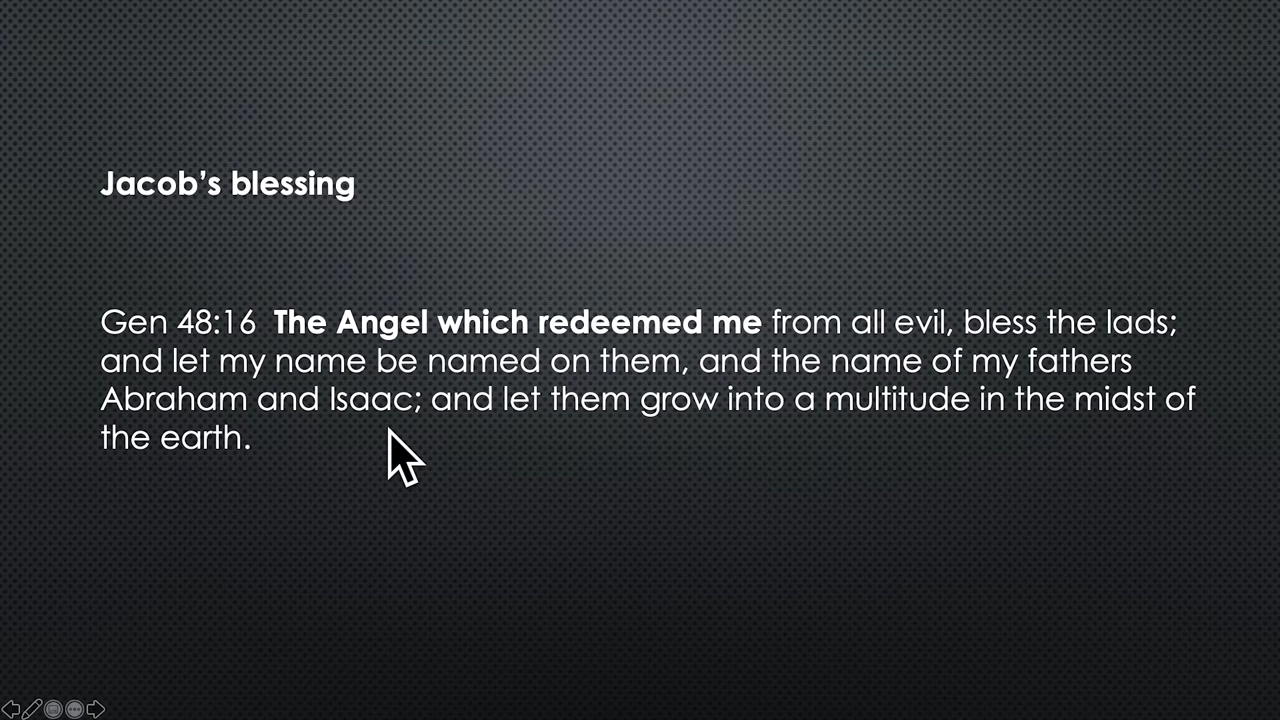 Jacob’s blessing
Gen 48:16  The Angel which redeemed me from all evil, bless the lads;
and let my name be named on them, and the name of my fathers
Abraham and Isaac; and let them grow into a multitude in the midst of
the earth.